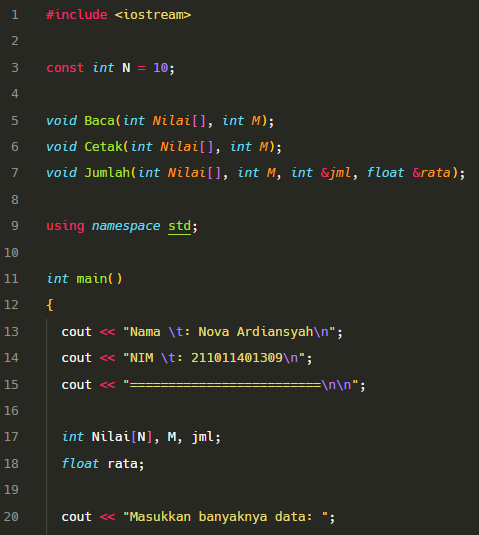 1 #include <iostream>
2
3 const int N = 10;
4
5 void Baca(int Nilai[], int M);
6 void Cetak(int Nilai[], int M);
7 void Jumlah(int Nilai[], int M, int &jml, float &rata);
8
9 using namespace std;
10
11 int main()
12 {
13 cout << "Nama \t: Nova Ardiansyah\n";
14 cout << "NIM \t: 211011401309\n";
15 cout << "=========================\n\n";
16
17 int Nilai[N], M, jml;
18 float rata;
19
20 cout << "Masukkan banyaknya data: ";